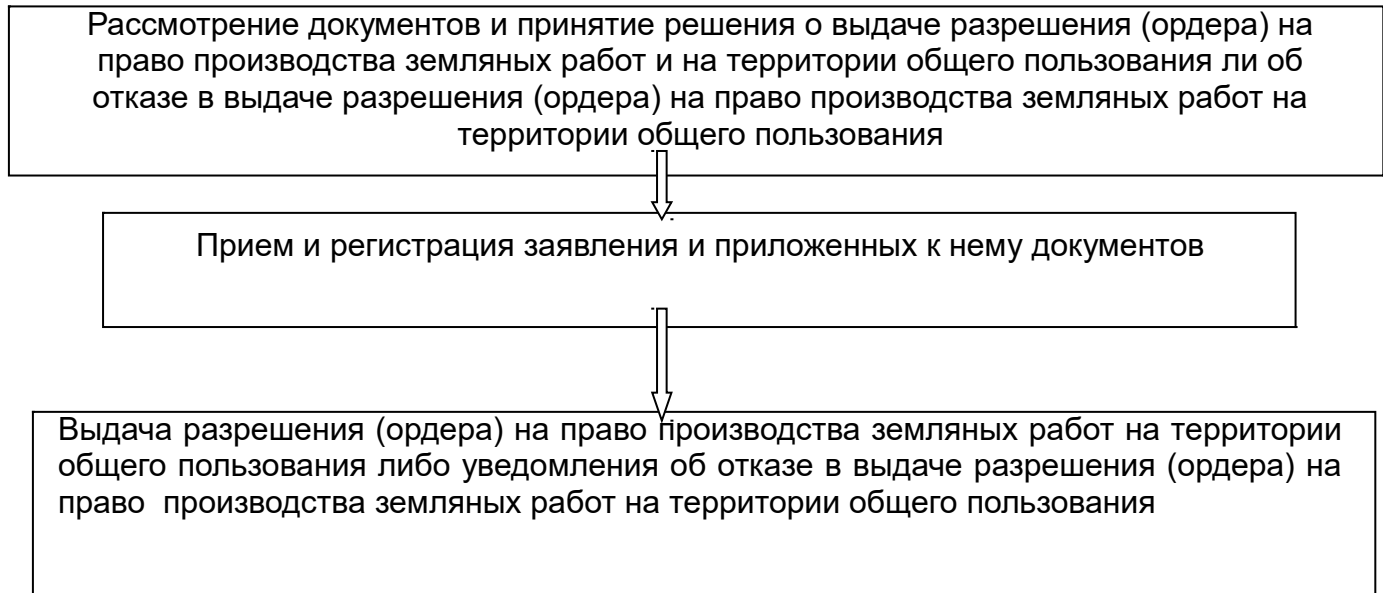 Рассмотрение документов и принятие решения о выдаче разрешения (ордера) на
право производства земляных работ и на территории общего пользования ли об
отказе в выдаче разрешения (ордера) на право производства земляных работ на
территории общего пользования
Прием и регистрация заявления и приложенных к нему документов
Выдача разрешения (ордера) на право производства земляных работ на территории
общего пользования либо уведомления об отказе в выдаче разрешения (ордера) на
право производства земляных работ на территории общего пользования